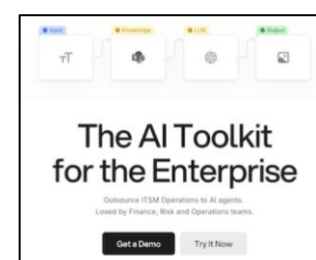 Input
Knowledge
LLM
Output
The AI Toolkit
for the Enterprise
Outsource ITSM Operations to AI agents.
Loved by Finance, Risk and Operations teams.
Get a Demo
Try It Now